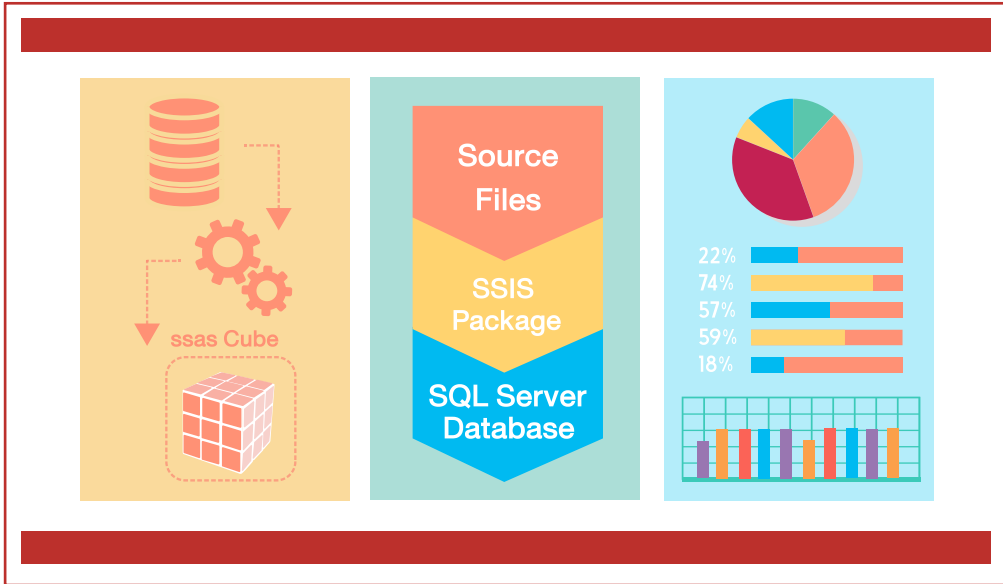 ssas Cube
Source
Files
SSIS
Package
SQL Server
Database
22%
74%
57%
59%
18%